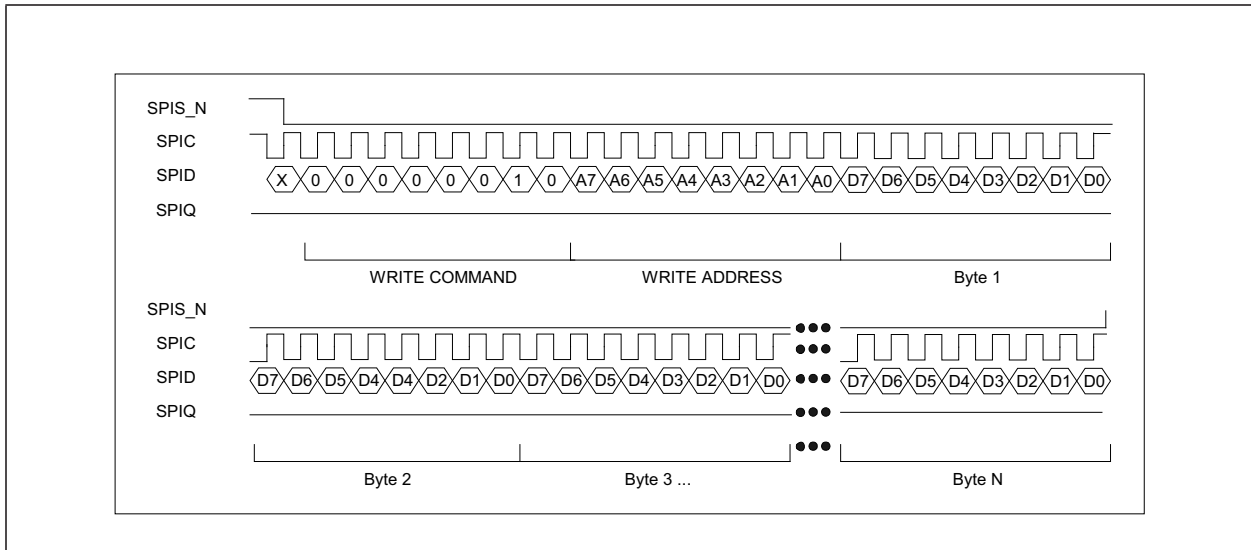 SPIS_N
SPIC
SPID X 0 0 0 0 0 0 1 0 A7 A6 A5 A4 A3 A2 A1 A0 D7 D6 D5 D4 D3 D2 D1 D0
SPIQ
WRITE COMMAND WRITE ADDRESS Byte 1
SPIS_N
SPIC
SPID D7 D6 D5 D4 D4 D2 D1 D0 D7 D6 D5 D4 D3 D2 D1 D0 D7 D6 D5 D4 D3 D2 D1 D0
SPIQ
Byte 2 Byte 3 ... Byte N